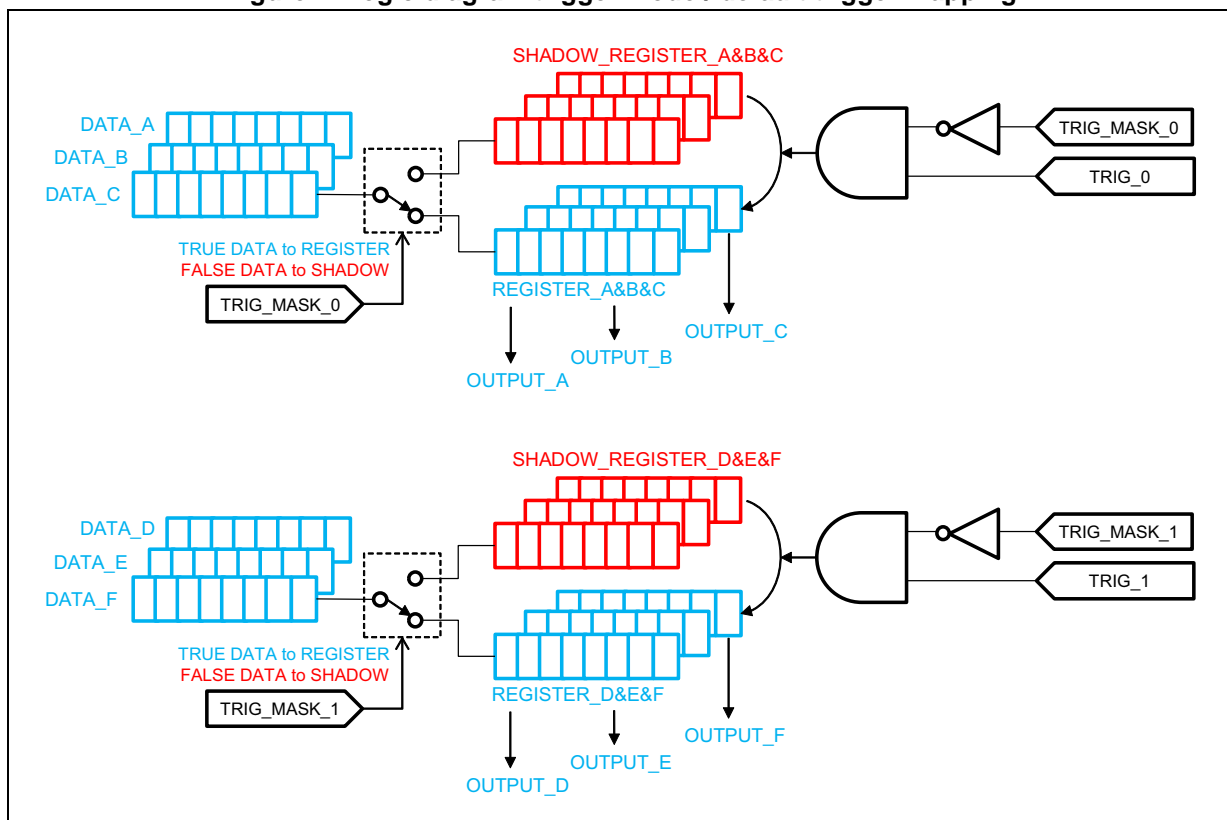 SHADOW_REGISTER_A&B&C
DATA_A
DATA_B
DATA_C
TRIG_MASK_0
TRIG_0
TRUE DATA to REGISTER
FALSE DATA to SHADOW
TRIG_MASK_0
REGISTER_A&B&C
OUTPUT_C
OUTPUT_B
OUTPUT_A
SHADOW_REGISTER_D&E&F
DATA_D
DATA_E
DATA_F
TRIG_MASK_1
TRIG_1
TRUE DATA to REGISTER
FALSE DATA to SHADOW
TRIG_MASK_1
REGISTER_D&E&F
OUTPUT_F
OUTPUT_E
OUTPUT_D